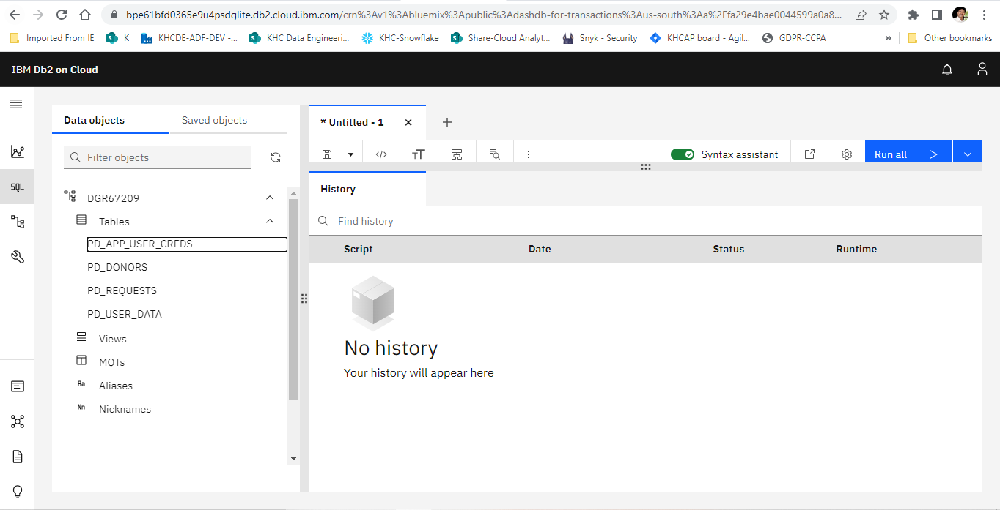 bpe61bfd0365e9u4psdglite.db2.cloud.ibm.com/crn%3Av1%3Abluemix%3Apublic%3Adashdb-for-transactions%3Aus-south%3Aa%2Ffa29e4bae0044599a0a8...
Imported From IE K KHCDE-ADF-DEV -... KHC Data Engineeri... KHC-Snowflake Share-Cloud Analyt... Snyk - Security KHCAP board - Agil... GDPR-CCPA » Other bookmarks
IBM Db2 on Cloud
Data objects Saved objects
* Untitled - 1
Filter objects
Syntax assistant Run all
SQL
DGR67209
Tables
PD_APP_USER_CREDS
PD_DONORS
PD_REQUESTS
PD_USER_DATA
Views
MQTs
Aa Aliases
Nn Nicknames
History
Find history
Script Date Status Runtime
No history
Your history will appear here